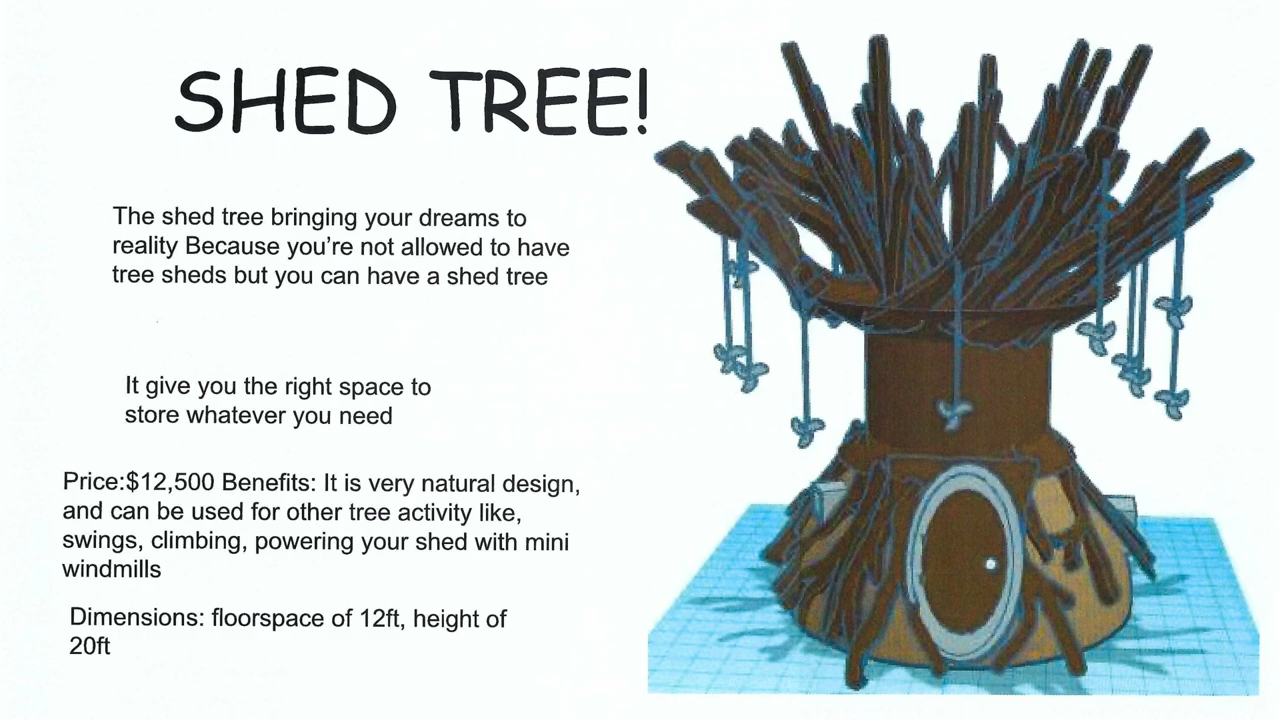 SHED TREE!
The shed tree bringing your dreams to
reality Because you're not allowed to have
tree sheds but you can have a shed tree
It give you the right space to
store whatever you need
Price:$12,500 Benefits: It is very natural design,
and can be used for other tree activity like,
swings, climbing, powering your shed with mini
windmills
Dimensions: floorspace of 12ft, height of
20ft